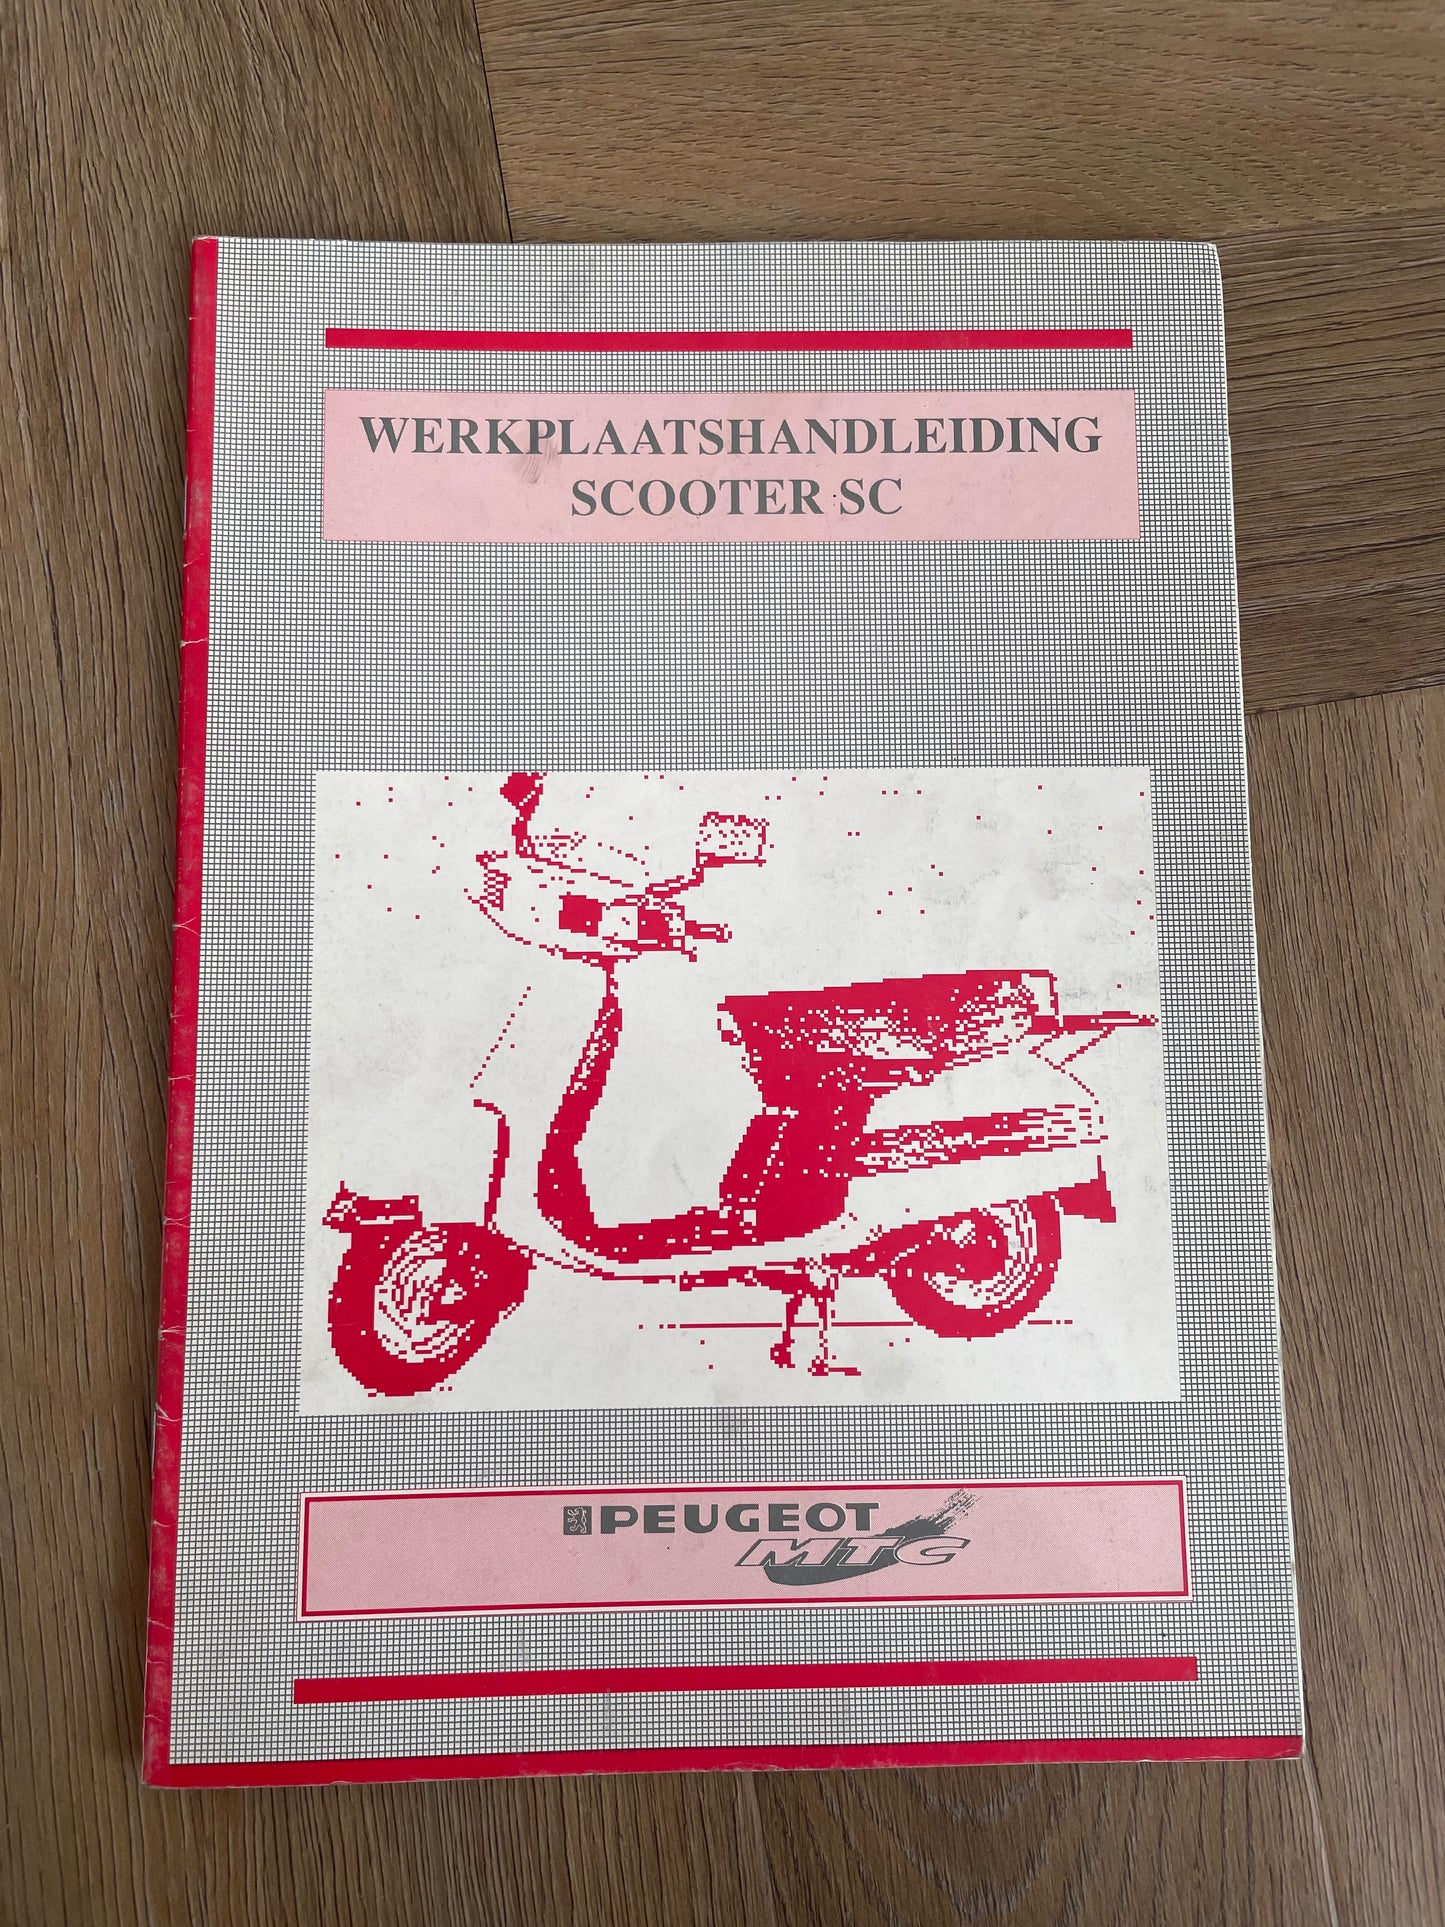 WERKPLAATSHANDLEIDING
SCOOTER SC
PEUGEOT
MTC